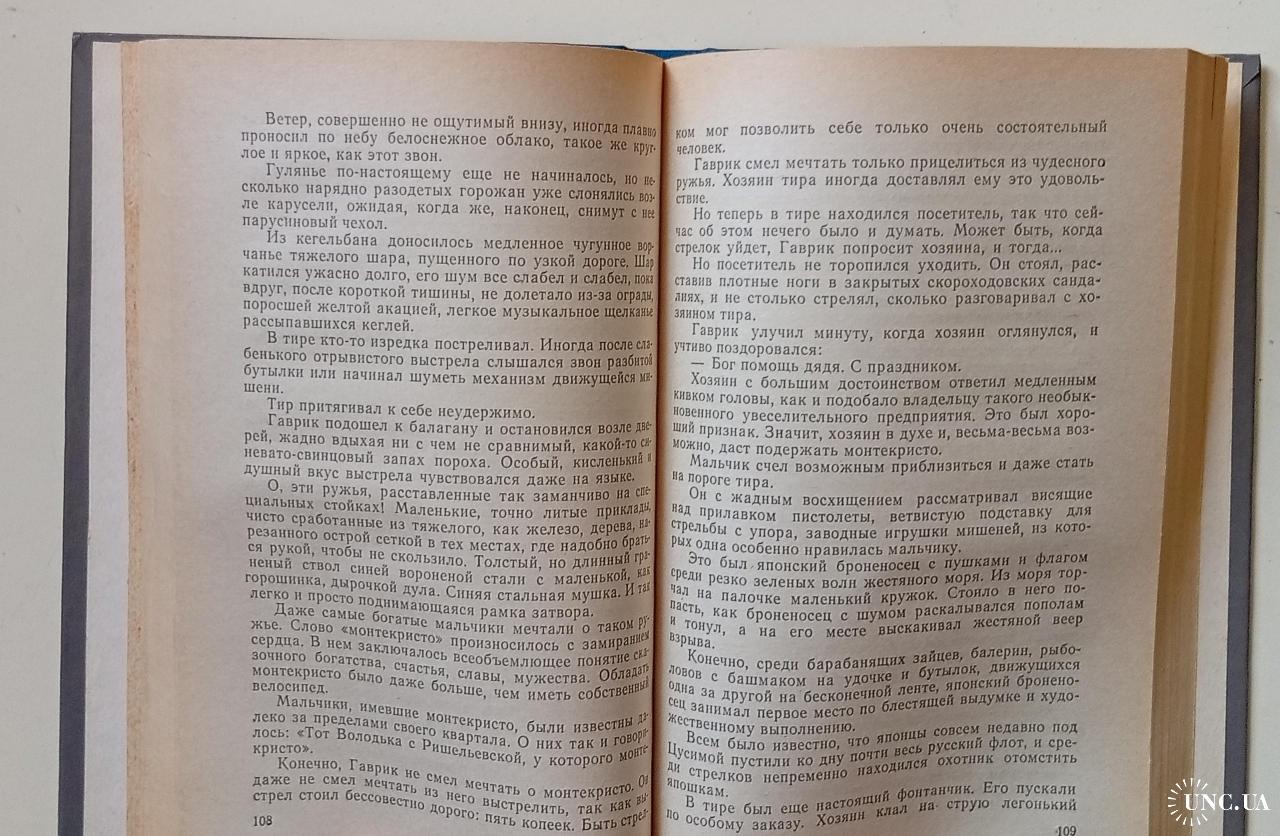 Ветер, совершенно не ощутимый внизу, иногда плавно
проносил по небу белоснежное облако, такое же круг-
лое и яркое, как этот звон.
Гулянье по-настоящему еще не начиналось, но не-
сколько нарядно разодетых горожан уже слонялись воз-
ле карусели, ожидая, когда же, наконец, снимут с нее
парусиновый чехол.
Из кегельбана доносилось медленное чугунное вор-
чанье тяжелого шара, пущенного по узкой дороге. Шар
катился ужасно долго, его шум все слабел и слабел, пока
вдруг, после короткой тишины, не долетало из-за ограды,
поросшей желтой акацией, легкое музыкальное щелканье
рассыпавшихся кеглей.
В тире кто-то изредка постреливал. Иногда после сла-
бенького отрывистого выстрела слышался звон разбитой
бутылки или начинал шуметь механизм движущейся ми-
шени.
Тир притягивал к себе неудержимо.
Гаврик подошел к балагану и остановился возле две-
рей, жадно вдыхая ни с чем не сравнимый, какой-то си-
невато-свинцовый запах пороха. Особый, кисленький и
душный вкус выстрела чувствовался даже на языке.
О, эти ружья, расставленные так заманчиво на спе-
циальных стойках! Маленькие, точно литые приклады,
чисто сработанные из тяжелого, как железо, дерева, на-
резанного острой сеткой в тех местах, где надобно брать-
ся рукой, чтобы не скользило. Толстый, но длинный гра-
неный ствол синей вороненой стали с маленькой, как
горошинка, дырочкой дула. Синяя стальная мушка. И так
легко и просто поднимающаяся рамка затвора.
Даже самые богатые мальчики мечтали о таком ру-
жье. Слово «монтекристо» произносилось с замиранием
сердца. В нем заключалось всеобъемлющее понятие ска-
зочного богатства, счастья, славы, мужества. Обладать
монтекристо было даже больше, чем иметь собственный
велосипед.
Мальчики, имевшие монтекристо, были известны да-
леко за пределами своего квартала. О них так и говори-
лось: «Тот Володька с Ришельевской, у которого монте-
кристо».
Конечно, Гаврик не смел мечтать о монтекристо. Он
даже не смел мечтать из него выстрелить, так как вы-
стрел стоил бессовестно дорого: пять копеек. Быть стрел-
108
ком мог позволить себе только очень состоятельный
человек.
Гаврик смел мечтать только прицелиться из чудесного
ружья. Хозяин тира иногда доставлял ему это удоволь-
ствие.
Но теперь в тире находился посетитель, так что сей-
час об этом нечего было и думать. Может быть, когда
стрелок уйдет, Гаврик попросит хозяина, и тогда...
Но посетитель не торопился уходить. Он стоял, рас-
ставив плотные ноги в закрытых скороходовских санда-
лиях, и не столько стрелял, сколько разговаривал с хо-
зяином тира.
Гаврик улучил минуту, когда хозяин оглянулся, и
учтиво поздоровался:
— Бог помощь дядя. С праздником.
Хозяин с большим достоинством ответил медленным
кивком головы, как и подобало владельцу такого необык-
новенного увеселительного предприятия. Это был хоро-
ший признак. Значит, хозяин в духе и, весьма-весьма воз-
можно, даст подержать монтекристо.
Мальчик счел возможным приблизиться и даже стать
на пороге тира.
Он с жадным восхищением рассматривал висящие
над прилавком пистолеты, ветвистую подставку для
стрельбы с упора, заводные игрушки мишеней, из кото-
рых одна особенно нравилась мальчику.
Это был японский броненосец с пушками и флагом
среди резко зеленых волн жестяного моря. Из моря тор-
чал на палочке маленький кружок. Стоило в него по-
пасть, как броненосец с шумом раскалывался пополам
и тонул, а на его месте выскакивал жестяной веер
взрыва.
Конечно, среди барабанящих зайцев, балерин, рыбо-
ловов с башмаком на удочке и бутылок, движущихся
одна за другой на бесконечной ленте, японский бронено-
сец занимал первое место по блестящей выдумке и худо-
жественному выполнению.
Всем было известно, что японцы совсем недавно под
Цусимой пустили ко дну почти весь русский флот, и сре-
ди стрелков непременно находился охотник отомстить
япошкам.
В тире был еще настоящий фонтанчик. Его пускали
по особому заказу. Хозяин клал на струю легонький
109
UNC.UA